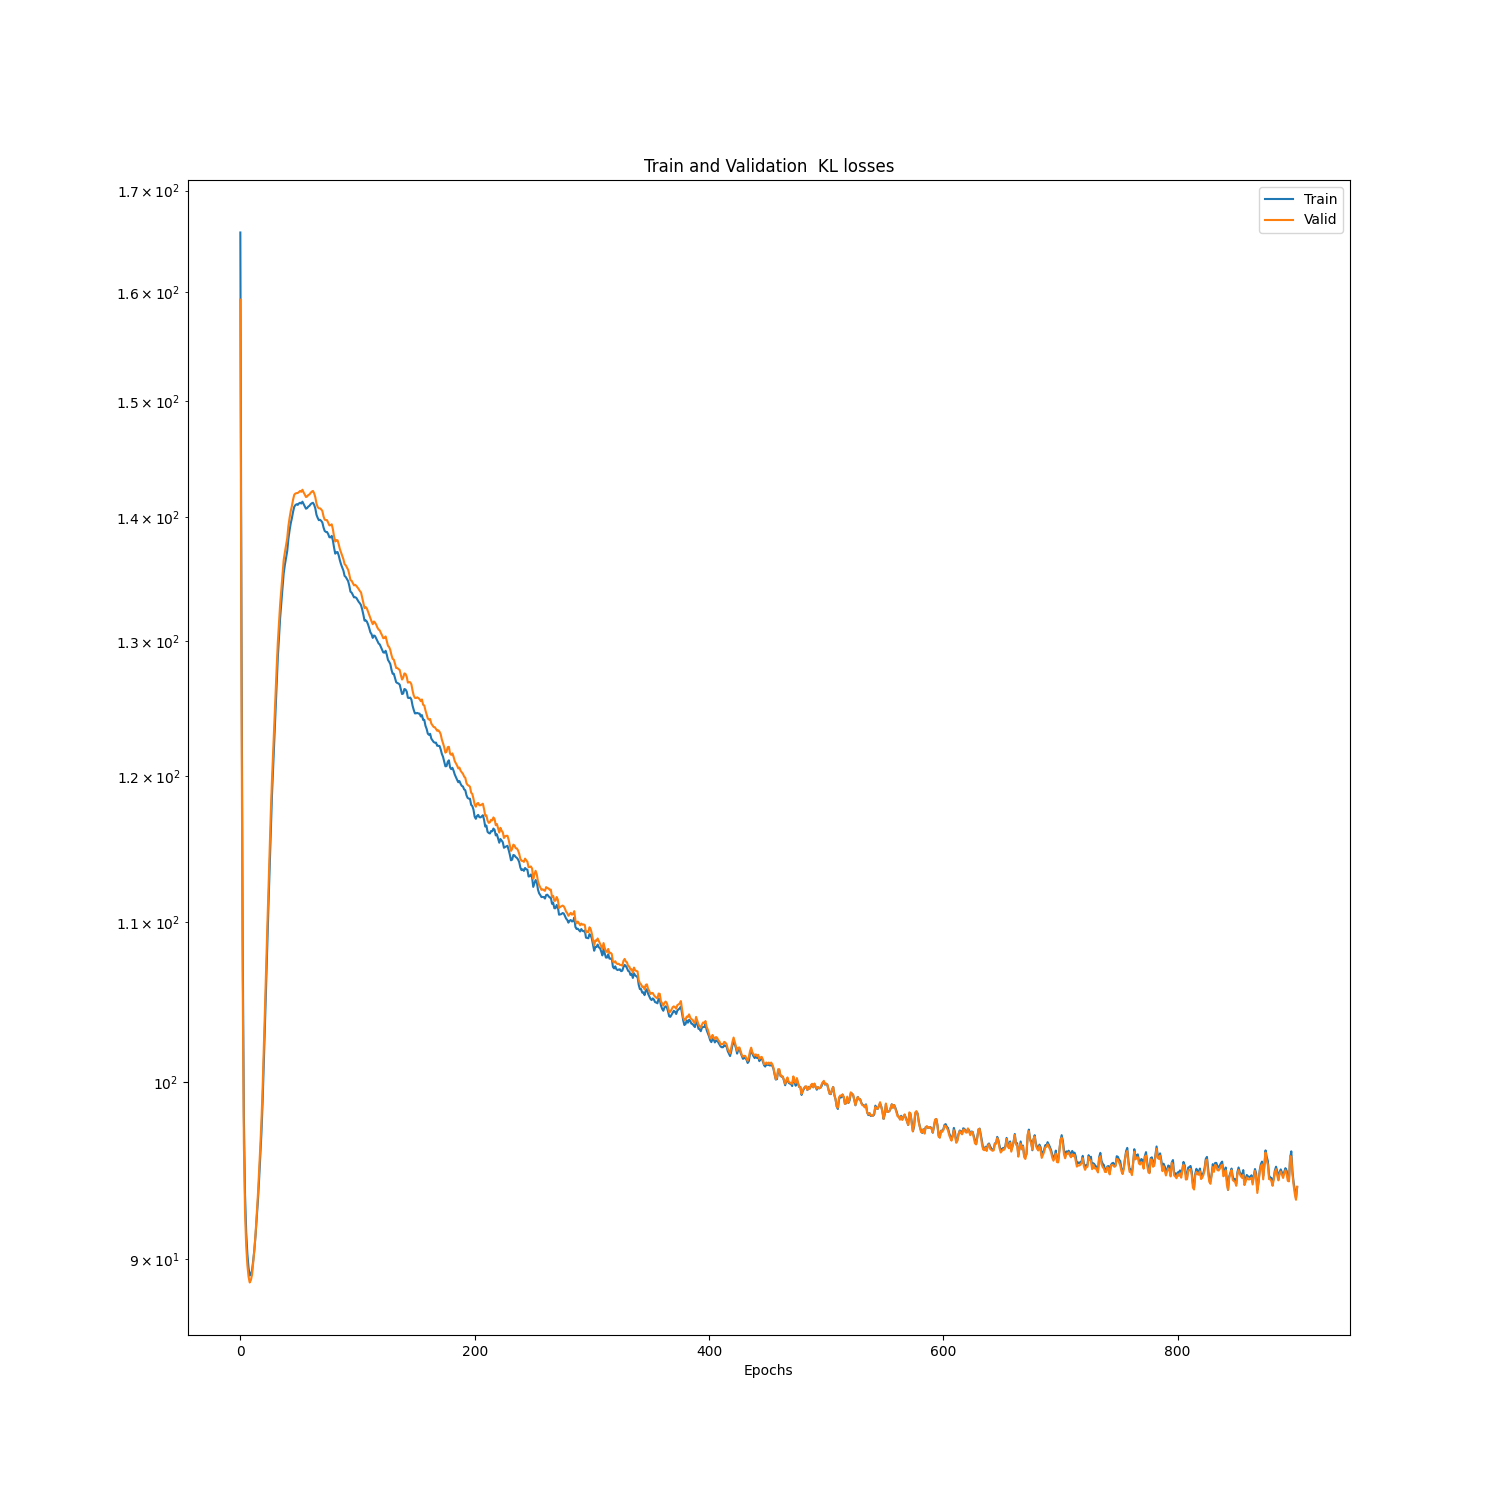 Train and Validation  KL losses
1.7 × 10²
Train
Valid
1.6 × 10²
1.5 × 10²
1.4 × 10²
1.3 × 10²
1.2 × 10²
1.1 × 10²
10²
9 × 10¹
0 200 400 600 800
Epochs